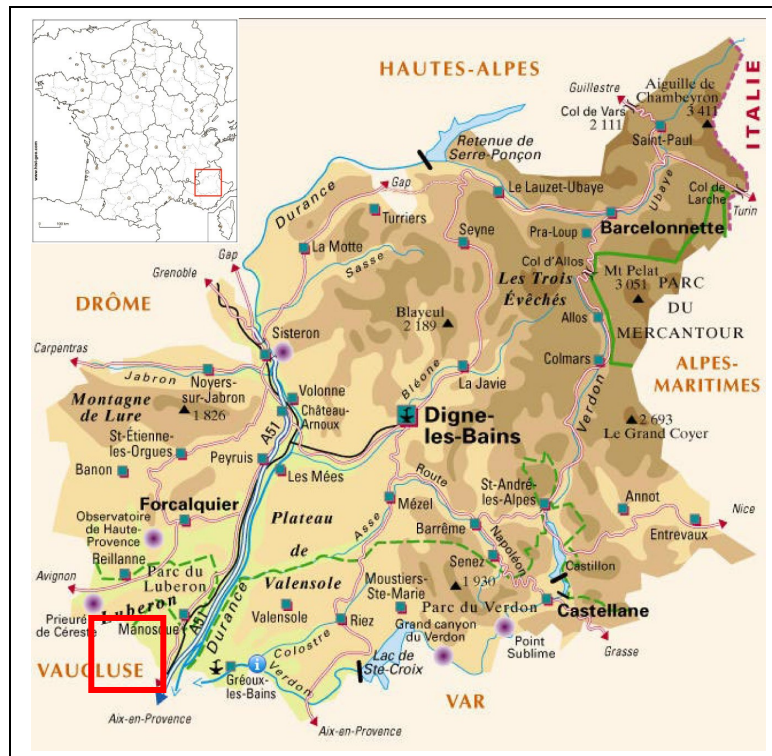 HAUTES-ALPES
Guillestre
Aiguille de
Chambeyron
3 411
Col de Vars
2 111
Saint-Paul
ITALIE
Retenue de
Serre-Ponçon
Gap
Durance
Turriers
Le Lauzet-Ubaye
Ubaye
Col de
Larche
Turin
Barcelonnette
Pra-Loup
Seyne
La Motte
Sasse
Gap
Grenoble
Col d'Allos
Les Trois
Évêchés
Mt Pelat
3 051
PARC
DU
MERCANTOUR
Blayeul
2 189
Allos
DRÔME
Sisteron
Carpentras
Jabron
Noyers-
sur-Jabron
Colmars
ALPES-
MARITIMES
La Javie
Bléone
Verdon
Montagne
de Lure
1 826
Volonne
Château-
Arnoux
A51
Digne-
les-Bains
2 693
Le Grand Coyer
St-Étienne-
les-Orgues
Banon
Peyruis
Les Mées
Route
Napoléon
St-André-
les-Alpes
Annot
Nice
Entrevaux
Mézel
Barrême
Asse
Forcalquier
Observatoire
de Haute-
Provence
Plateau
de
Valensole
Senez
Castillon
Reillanne
Avignon
Parc du
Luberon
Luberon
1 930
Moustiers-
Ste-Marie
Parc du Verdon
Castellane
Prieuré
de Céreste
Manosque
A51
Durance
Valensole
Riez
Grand canyon
du Verdon
Point
Sublime
Grasse
Colostre
VAUCLUSE
Gréoux-
les-Bains
Verdon
Lac de
Ste-Croix
VAR
Aix-en-Provence
Aix-en-Provence